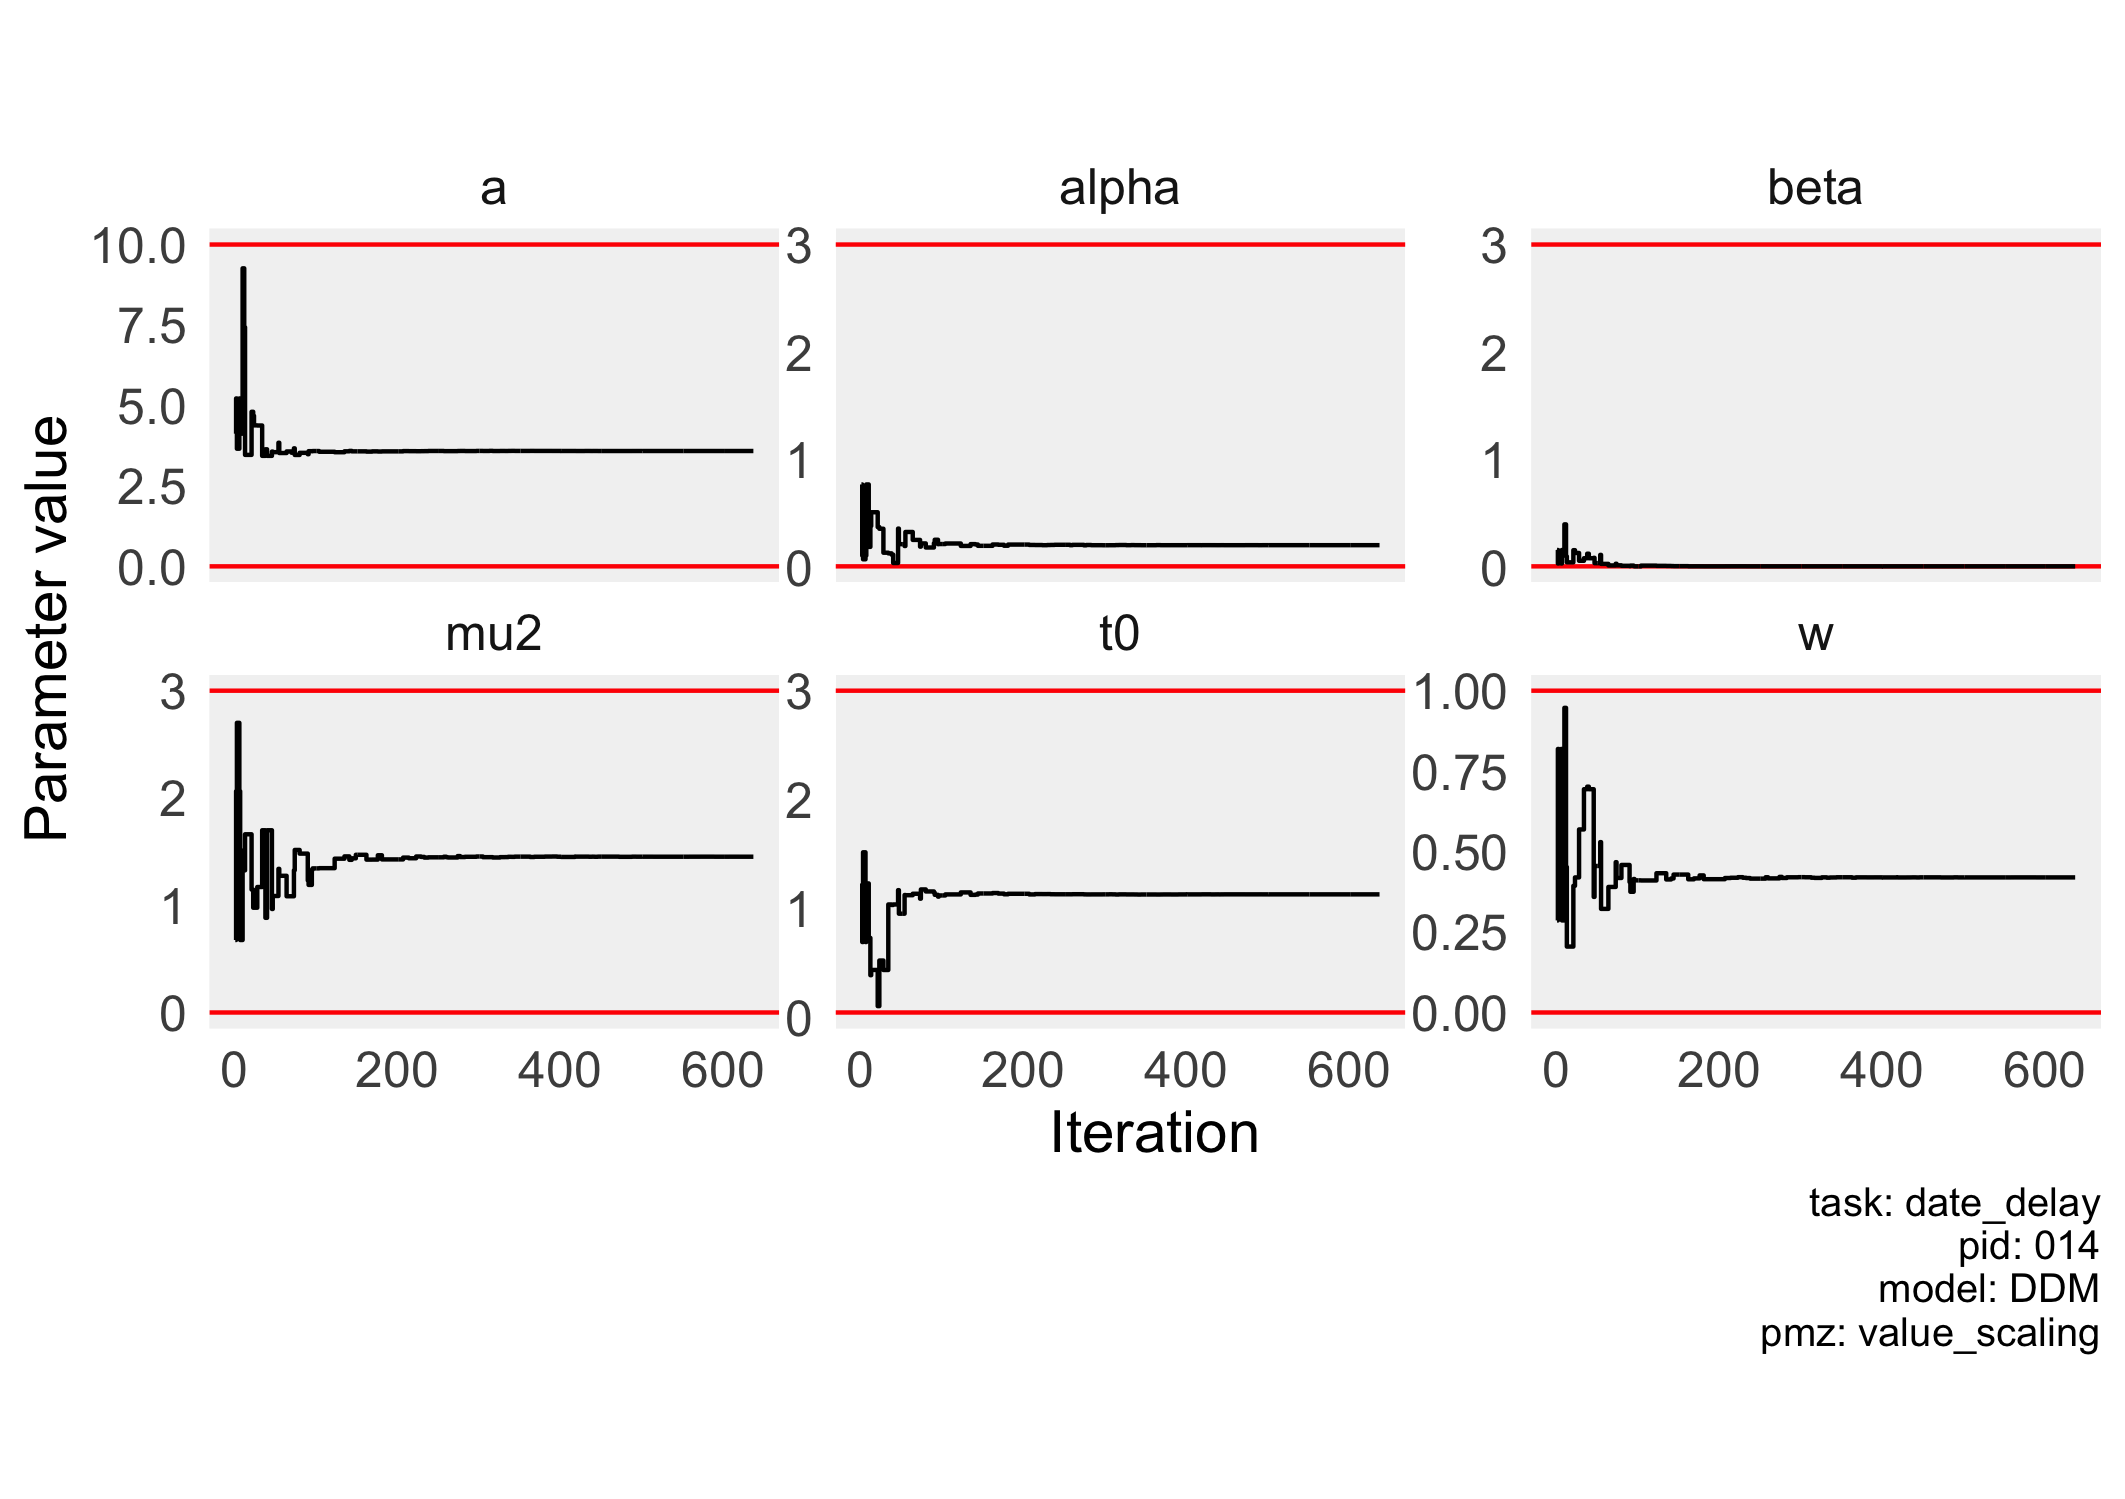 a
alpha
beta
10.0
7.5
5.0
2.5
0.0
3
2
1
0
3
2
1
0
mu2
t0
w
3
2
1
0
3
2
1
0
1.00
0.75
0.50
0.25
0.00
0 200 400 600
0 200 400 600
0 200 400 600
Parameter value
Iteration
task: date_delay
pid: 014
model: DDM
pmz: value_scaling